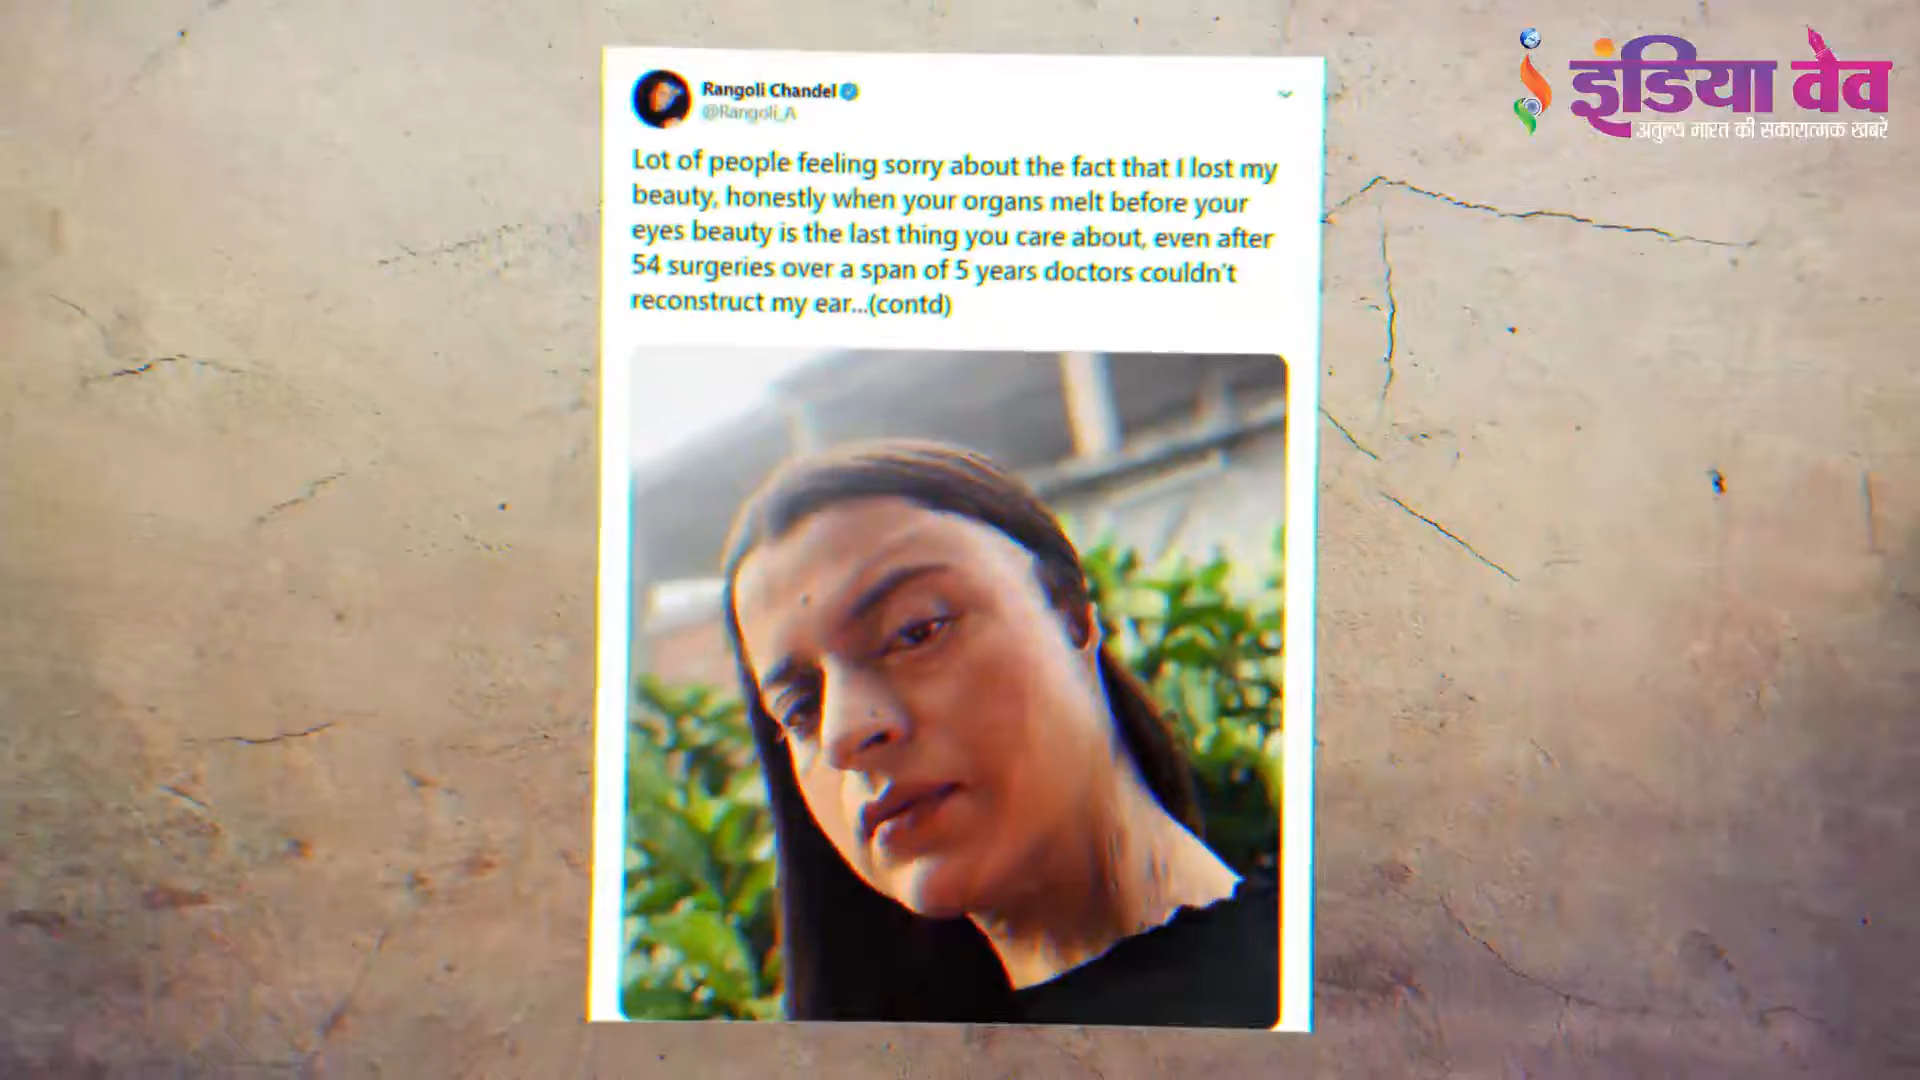 इंडिया वेव
अतुल्य भारत की सकारात्मक खबरें
Rangoli Chandel
@Rangoli_A
Lot of people feeling sorry about the fact that I lost my
beauty, honestly when your organs melt before your
eyes beauty is the last thing you care about, even after
54 surgeries over a span of 5 years doctors couldn't
reconstruct my ear...(contd)